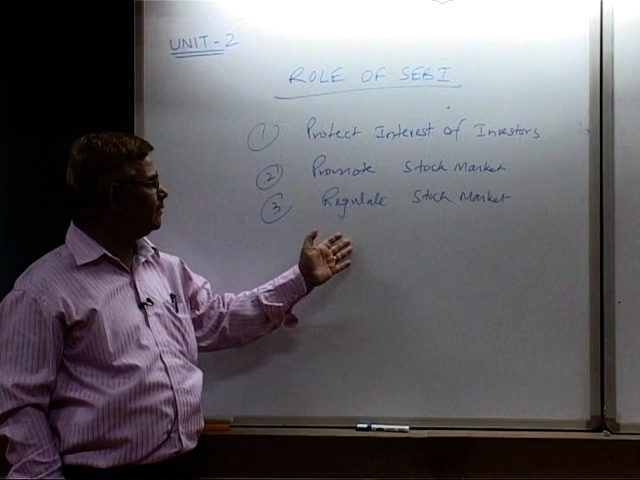 UNIT-2
ROLE OF SEBI
① Protect Interest of Investors
② Promote Stock Market
③ Regulate Stock Market